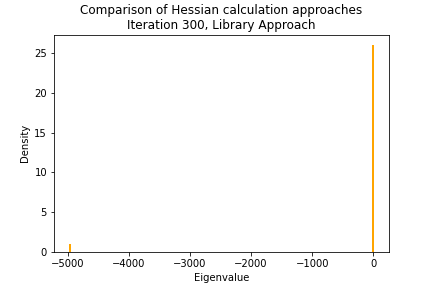 Comparison of Hessian calculation approaches
Iteration 300, Library Approach
25
20
15
10
5
0
Density
−5000 −4000 −3000 −2000 −1000 0
Eigenvalue